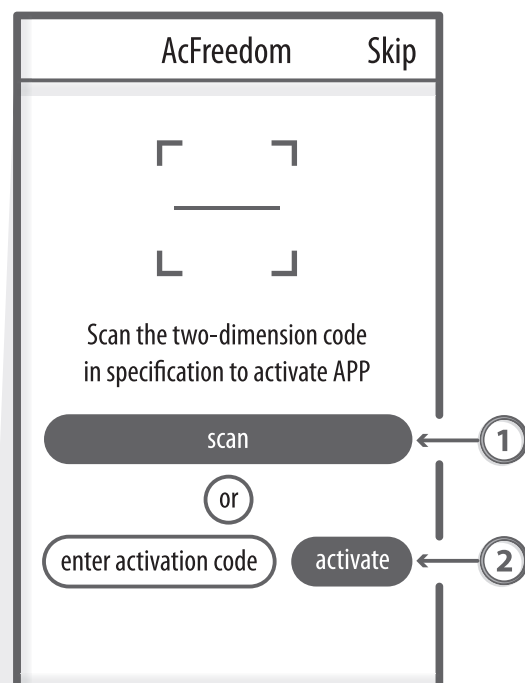 AcFreedom Skip
Scan the two-dimension code
in specification to activate APP
scan
1
or
enter activation code activate
2